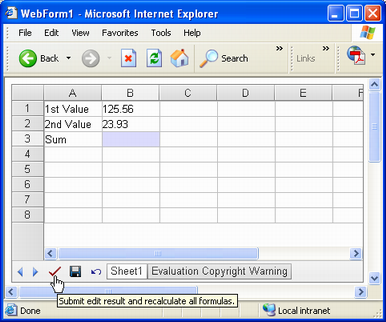 WebForm1 - Microsoft Internet Explorer
File Edit View Favorites Tools Help
Back Search Links
A B C D E F
1 1st Value 125.56
2 2nd Value 23.93
3 Sum
4
5
6
7
8
Sheet1 Evaluation Copyright Warning
Submit edit result and recalculate all formulas.
Done Local intranet